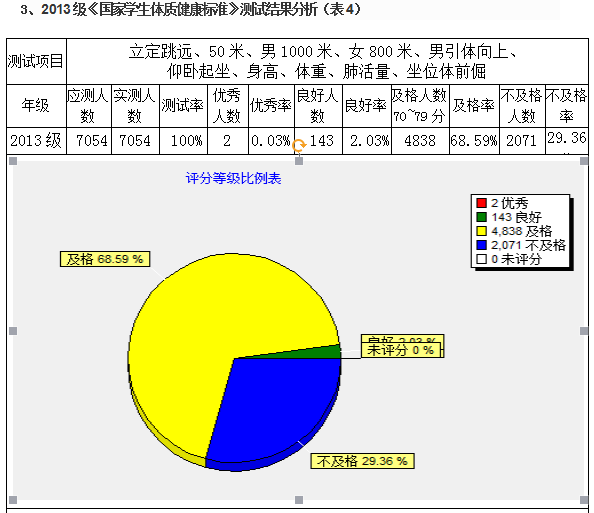 3、2013级《国家学生体质健康标准》测试结果分析（表4）
测试项目
立定跳远、50米、男1000米、女800米、男引体向上、
仰卧起坐、身高、体重、肺活量、坐位体前倔
年级 应测人数 实测人数 测试率 优秀人数 优秀率 良好人数 良好率 及格人数70~79分 及格率 不及格人数 不及格率
2013级 7054 7054 100% 2 0.03% 143 2.03% 4838 68.59% 2071 29.36
评分等级比例表
2 优秀
143 良好
4,838 及格
2,071 不及格
0 未评分
及格 68.59 %
良好 2.03 %
未评分 0 %
不及格 29.36 %